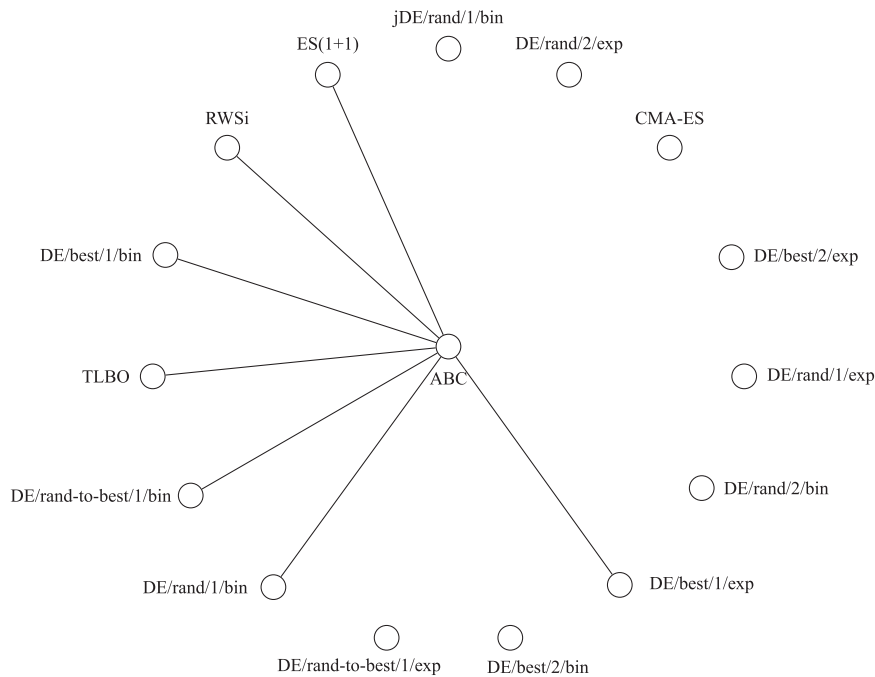 jDE/rand/1/bin
ES(1+1)
DE/rand/2/exp
RWSi
CMA-ES
DE/best/1/bin
DE/best/2/exp
TLBO
ABC
DE/rand/1/exp
DE/rand-to-best/1/bin
DE/rand/2/bin
DE/rand/1/bin
DE/best/1/exp
DE/rand-to-best/1/exp
DE/best/2/bin